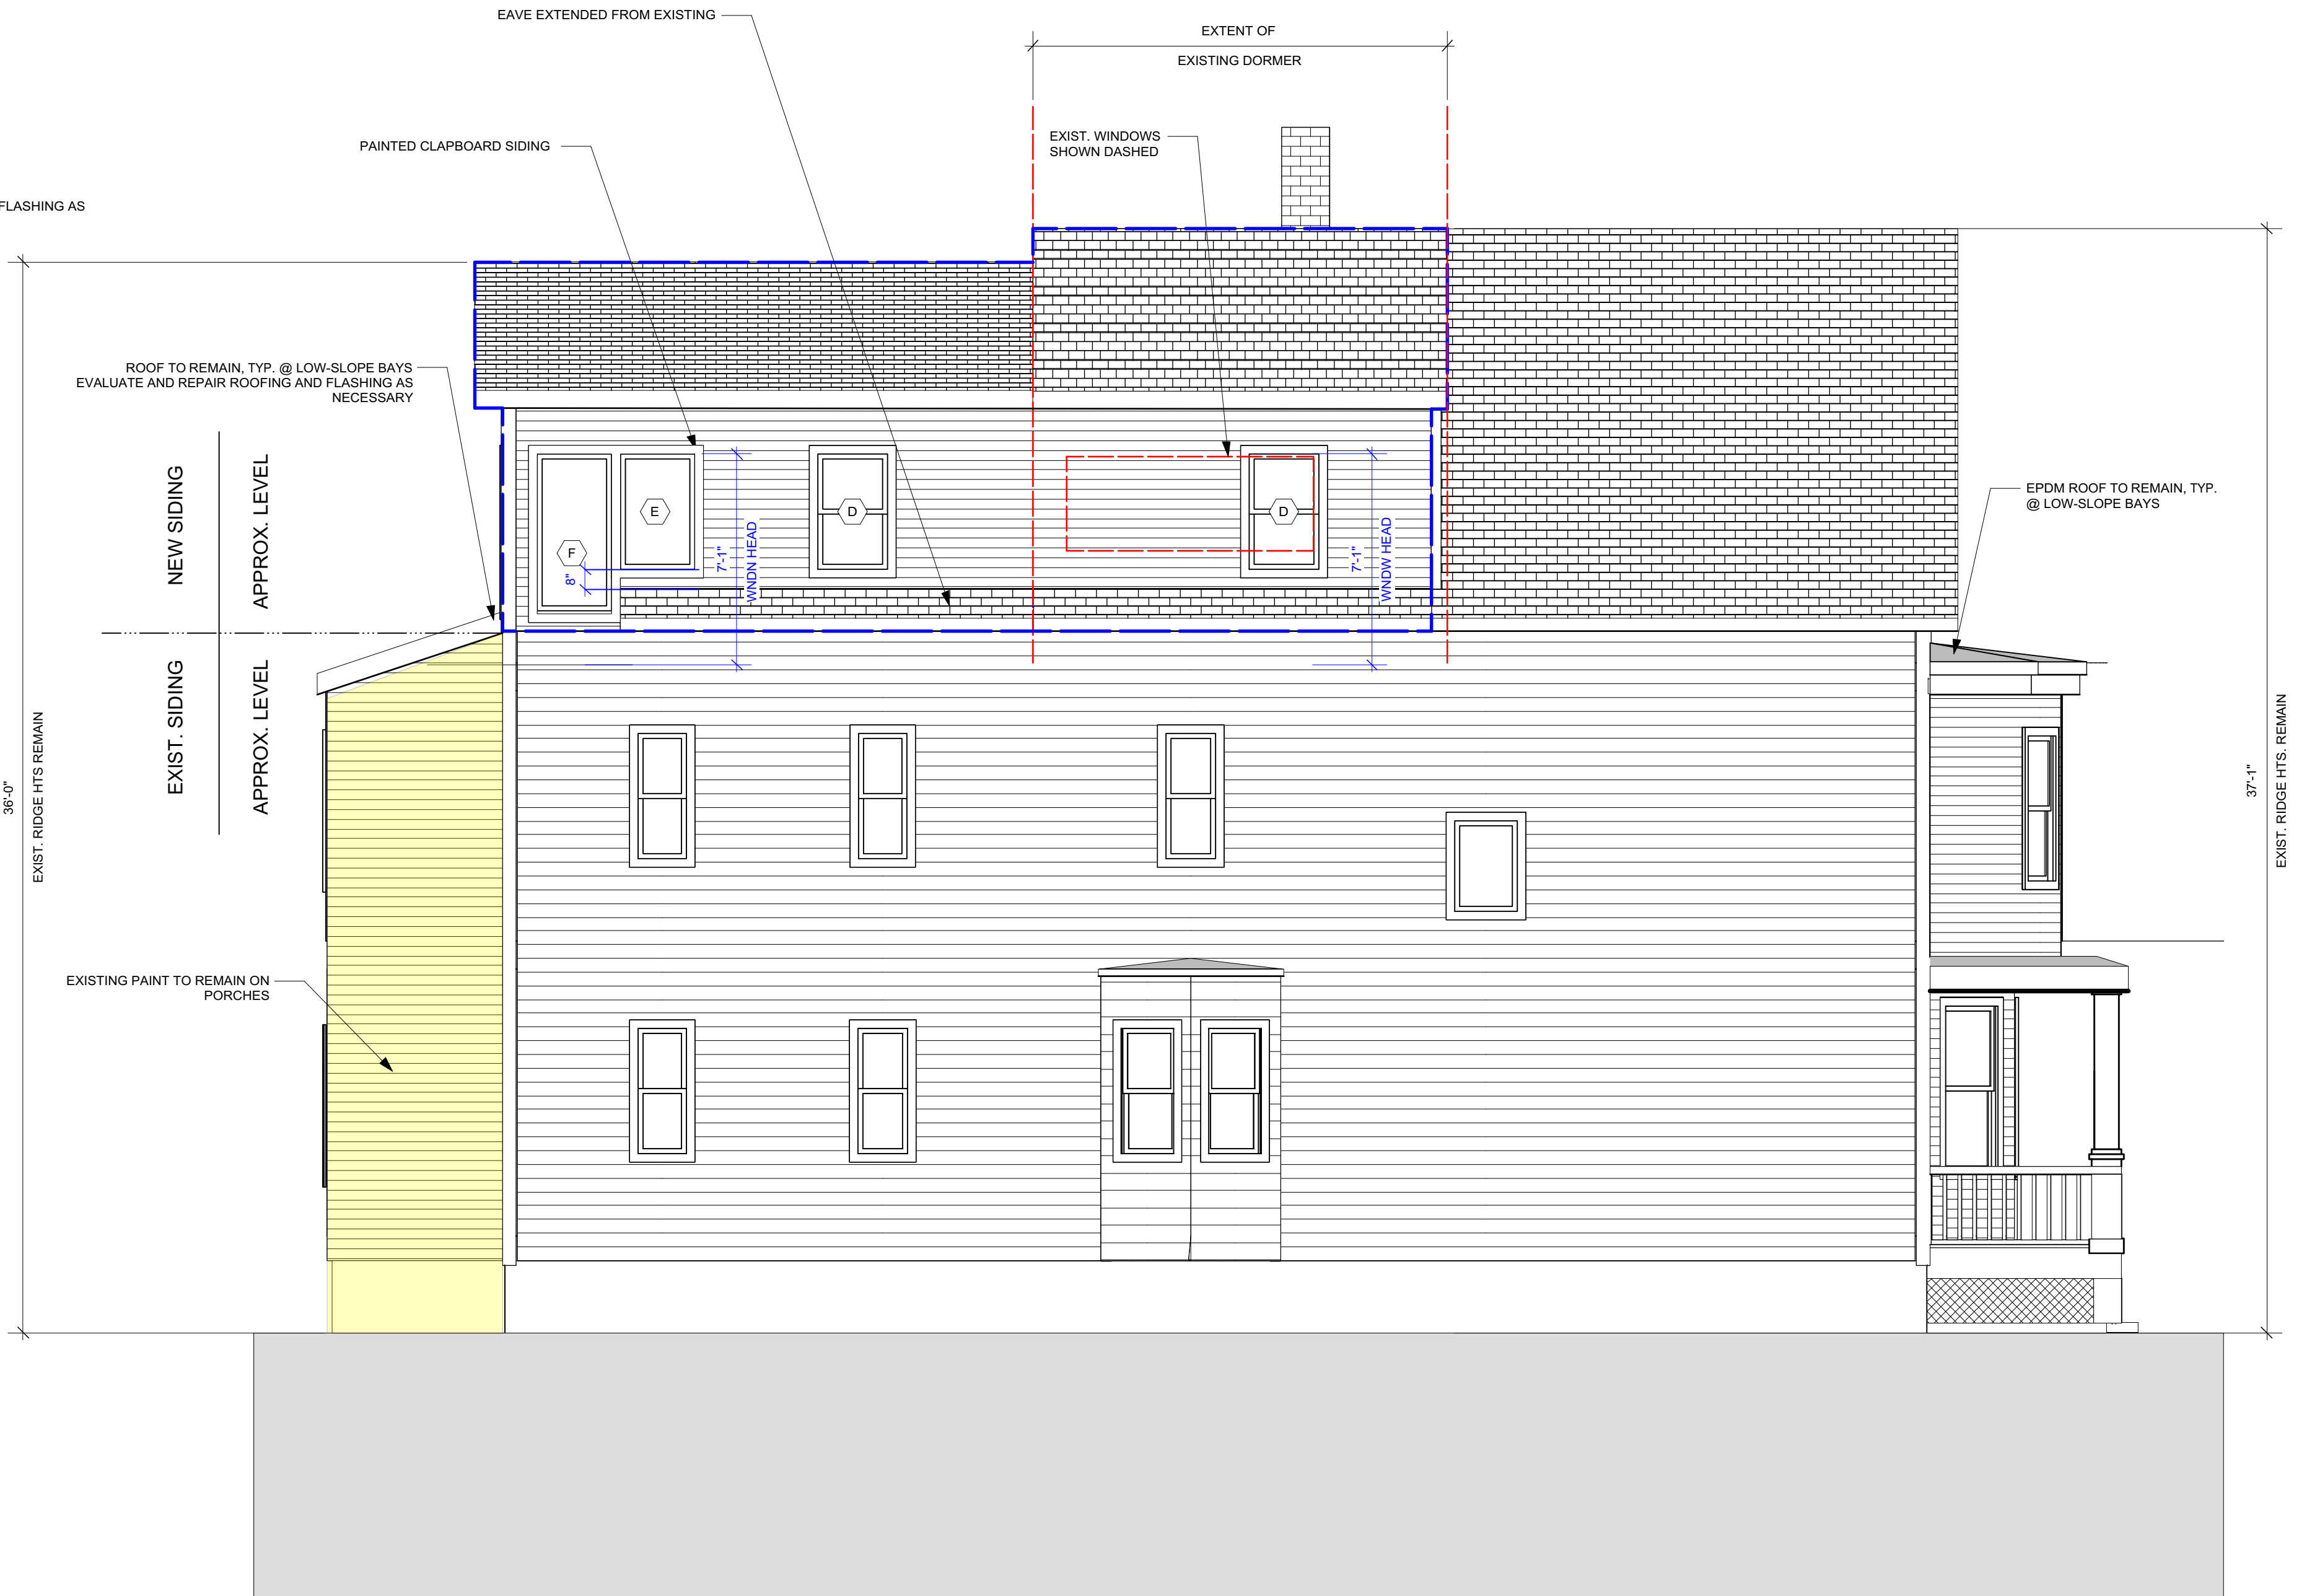 EAVE EXTENDED FROM EXISTING
EXTENT OF
EXISTING DORMER
PAINTED CLAPBOARD SIDING
EXIST. WINDOWS
SHOWN DASHED
FLASHING AS
ROOF TO REMAIN, TYP. @ LOW-SLOPE BAYS
EVALUATE AND REPAIR ROOFING AND FLASHING AS
NECESSARY
NEW SIDING
APPROX. LEVEL
EXIST. SIDING
APPROX. LEVEL
E
D
D
F
8"
7'-1"
WNDN HEAD
7'-1"
WNDW HEAD
EPDM ROOF TO REMAIN, TYP.
@ LOW-SLOPE BAYS
36'-0"
EXIST. RIDGE HTS REMAIN
37'-1"
EXIST. RIDGE HTS. REMAIN
EXISTING PAINT TO REMAIN ON
PORCHES